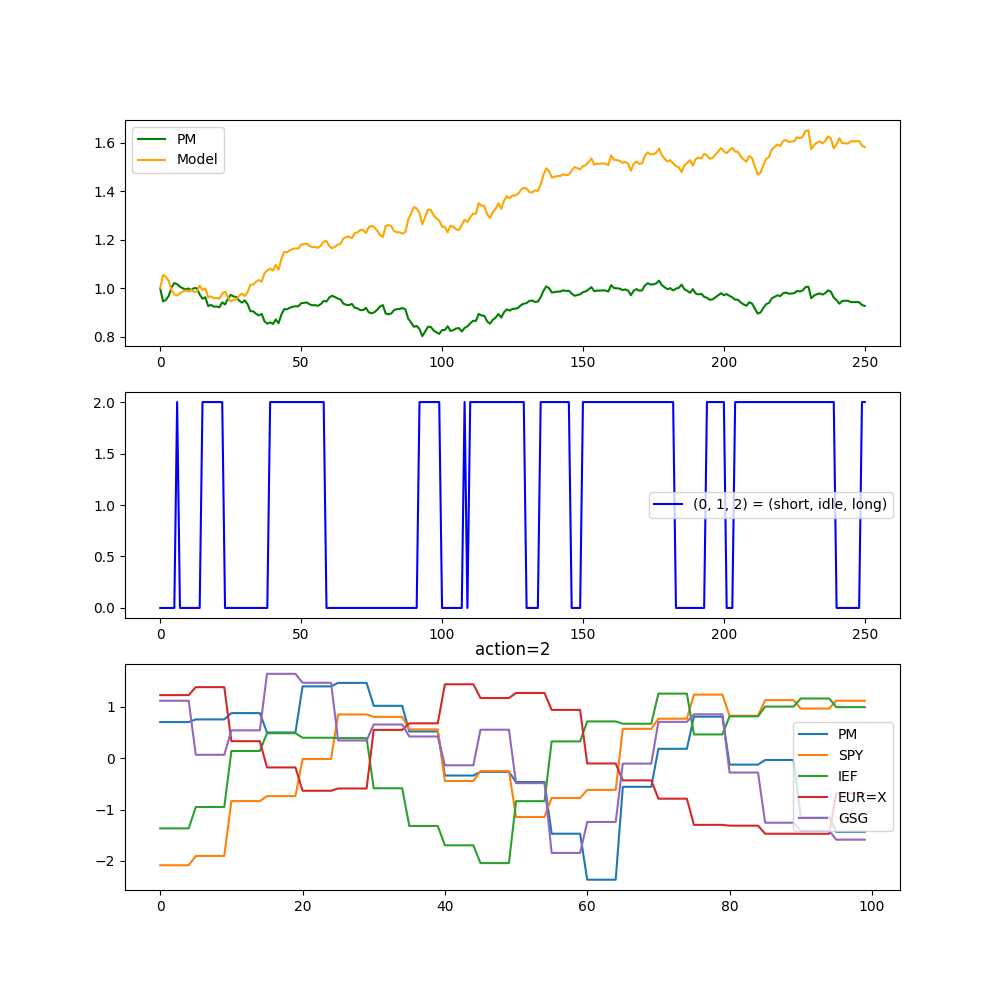 PM
Model
1.6
1.4
1.2
1.0
0.8
0 50 100 150 200 250
2.0
1.5
1.0
0.5
0.0
(0, 1, 2) = (short, idle, long)
0 50 100 150 200 250
action=2
1
0
−1
−2
PM
SPY
IEF
EUR=X
GSG
0 20 40 60 80 100